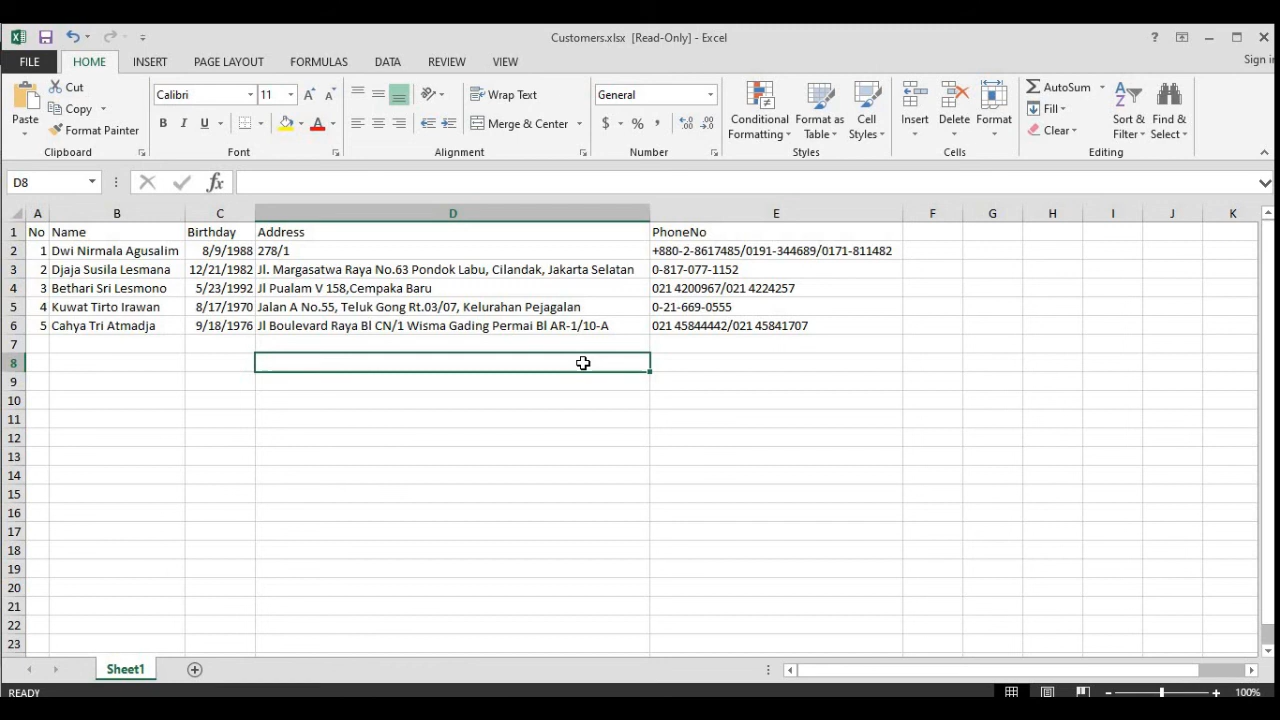 Customers.xlsx [Read-Only] - Excel
?
Sign in
FILE HOME INSERT PAGE LAYOUT FORMULAS DATA REVIEW VIEW
Paste
Cut
Copy
Format Painter
Clipboard
Calibri 11
B I U
Font
Wrap Text
Merge & Center
Alignment
General
$ % ,
Number
Conditional Formatting
Format as Table
Cell Styles
Styles
Insert
Delete
Format
Cells
AutoSum
Fill
Clear
Sort & Filter
Find & Select
Editing
D8 fx
A B C D E F G H I J K
1 No Name Birthday Address PhoneNo
2 1 Dwi Nirmala Agusalim 8/9/1988 278/1 +880-2-8617485/0191-344689/0171-811482
3 2 Djaja Susila Lesmana 12/21/1982 Jl. Margasatwa Raya No.63 Pondok Labu, Cilandak, Jakarta Selatan 0-817-077-1152
4 3 Bethari Sri Lesmono 5/23/1992 Jl Pualam V 158,Cempaka Baru 021 4200967/021 4224257
5 4 Kuwat Tirto Irawan 8/17/1970 Jalan A No.55, Teluk Gong Rt.03/07, Kelurahan Pejagalan 0-21-669-0555
6 5 Cahya Tri Atmadja 9/18/1976 Jl Boulevard Raya Bl CN/1 Wisma Gading Permai Bl AR-1/10-A 021 45844442/021 45841707
7
8
9
10
11
12
13
14
15
16
17
18
19
20
21
22
23
Sheet1
READY 100%